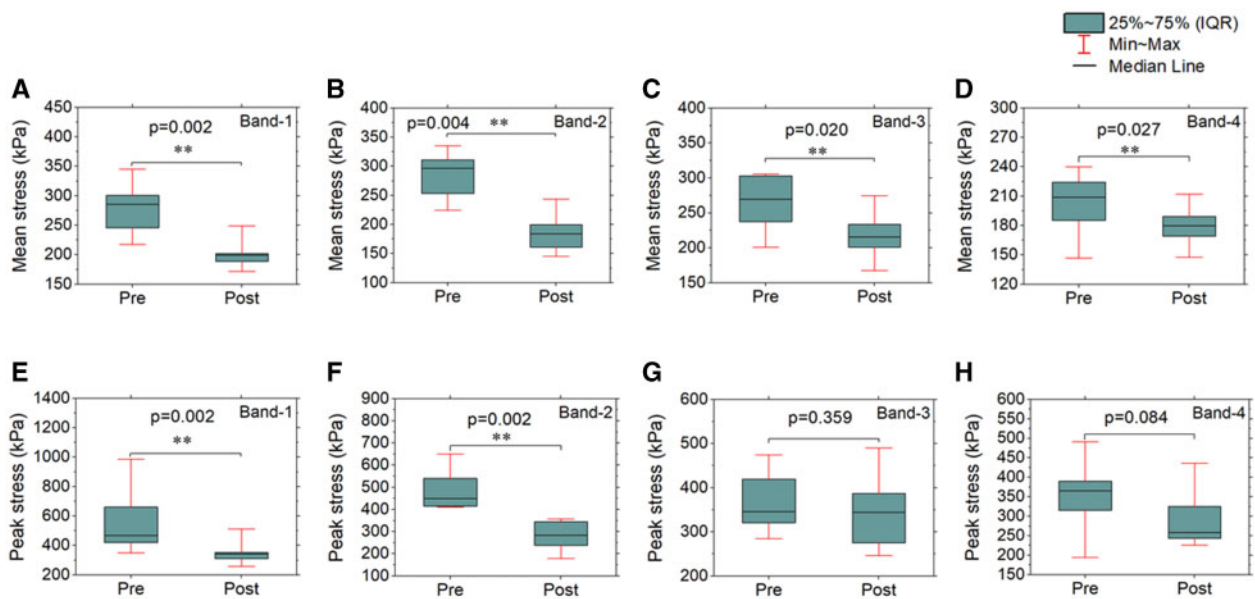 25%~75% (IQR)
Min~Max
Median Line
A
450
400
350
300
250
200
150
Mean stress (kPa)
p=0.002
Band-1
**
Pre
Post
B
400
350
300
250
200
150
100
Mean stress (kPa)
p=0.004
**
Band-2
Pre
Post
C
400
350
300
250
200
150
Mean stress (kPa)
p=0.020
Band-3
**
Pre
Post
D
300
270
240
210
180
150
120
Mean stress (kPa)
p=0.027
Band-4
**
Pre
Post
E
1400
1200
1000
800
600
400
200
Peak stress (kPa)
p=0.002
Band-1
**
Pre
Post
F
900
800
700
600
500
400
300
200
100
Peak stress (kPa)
p=0.002
Band-2
**
Pre
Post
G
600
500
400
300
200
Peak stress (kPa)
p=0.359
Band-3
Pre
Post
H
600
550
500
450
400
350
300
250
200
150
Peak stress (kPa)
p=0.084
Band-4
Pre
Post